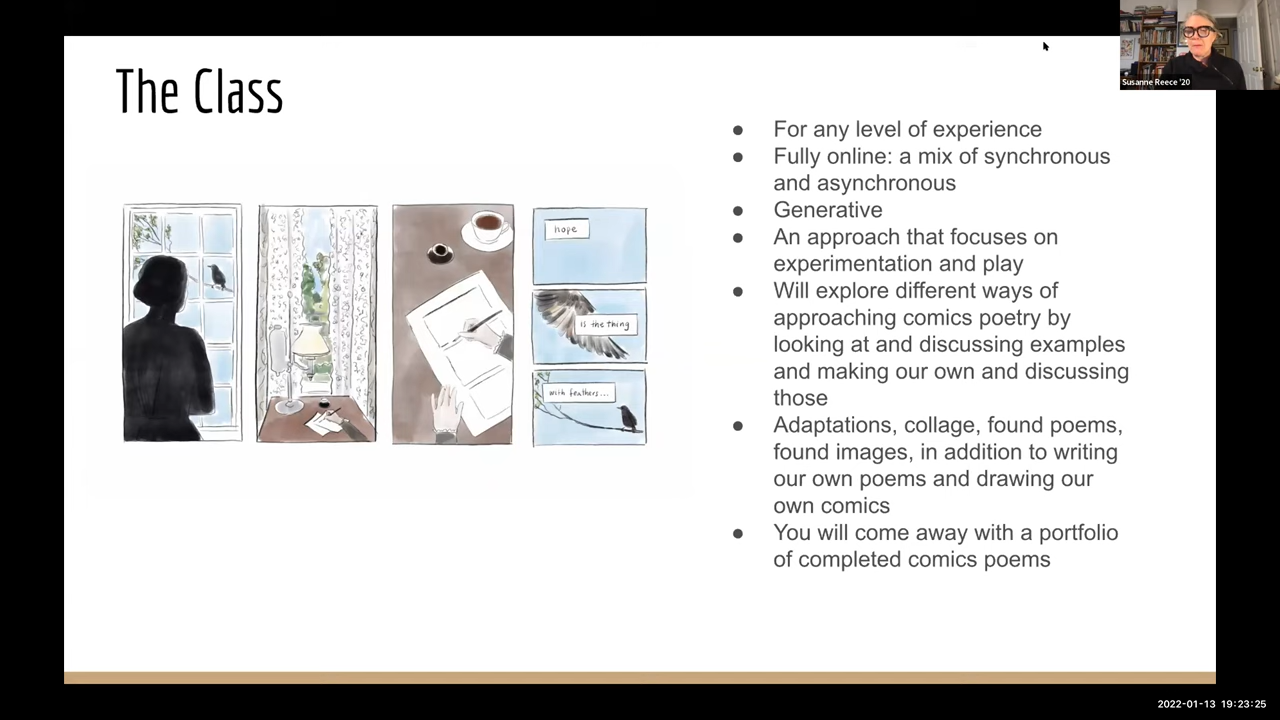 The Class
hope
is the thing
with feathers...
● For any level of experience
● Fully online: a mix of synchronous
and asynchronous
● Generative
● An approach that focuses on
experimentation and play
● Will explore different ways of
approaching comics poetry by
looking at and discussing examples
and making our own and discussing
those
● Adaptations, collage, found poems,
found images, in addition to writing
our own poems and drawing our
own comics
● You will come away with a portfolio
of completed comics poems
Susanne Reece '20
2022-01-13 19:23:25